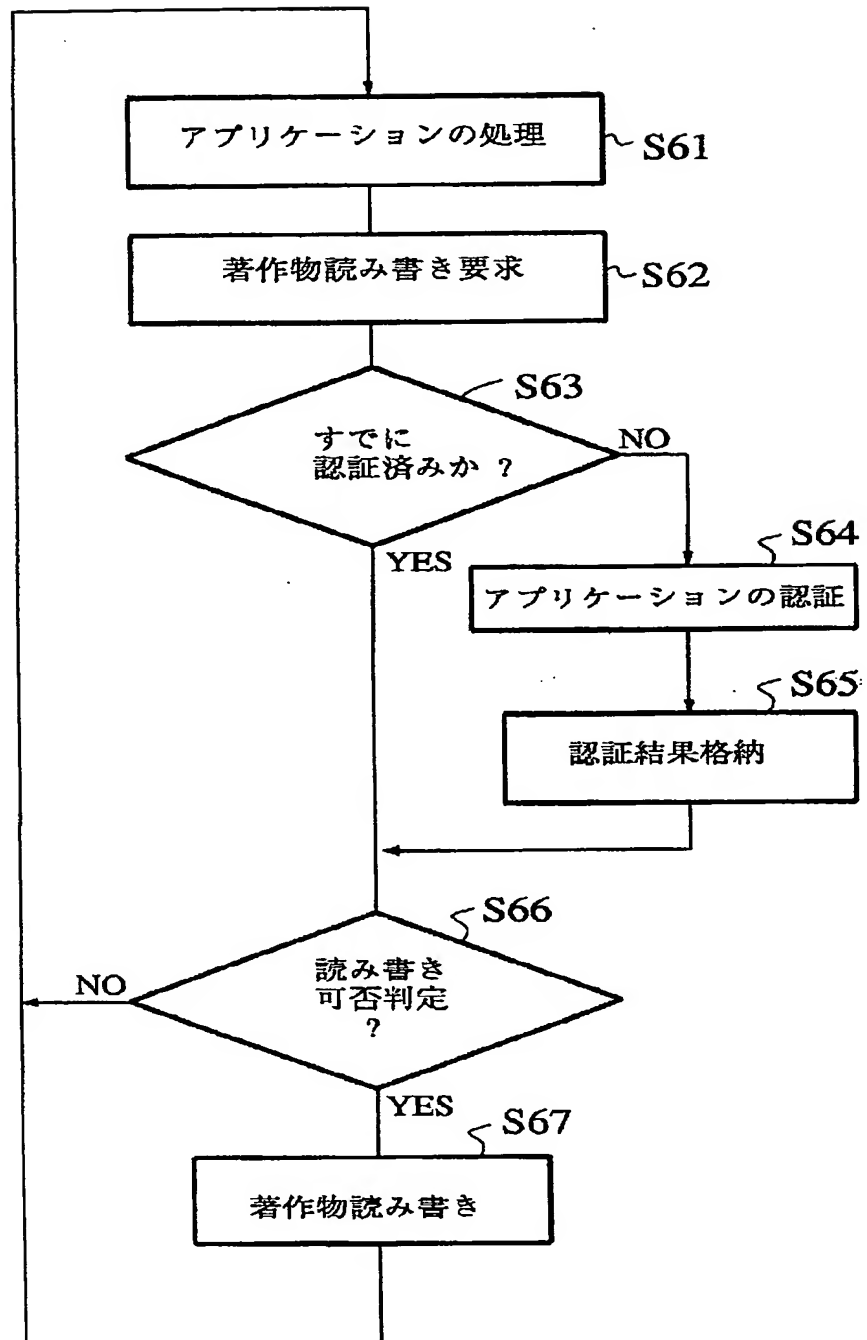 アプリケーションの処理
S61
著作物読み書き要求
S62
S63
すでに
認証済みか ?
NO
YES
S64
アプリケーションの認証
S65
認証結果格納
S66
読み書き
可否判定
?
NO
YES
S67
著作物読み書き